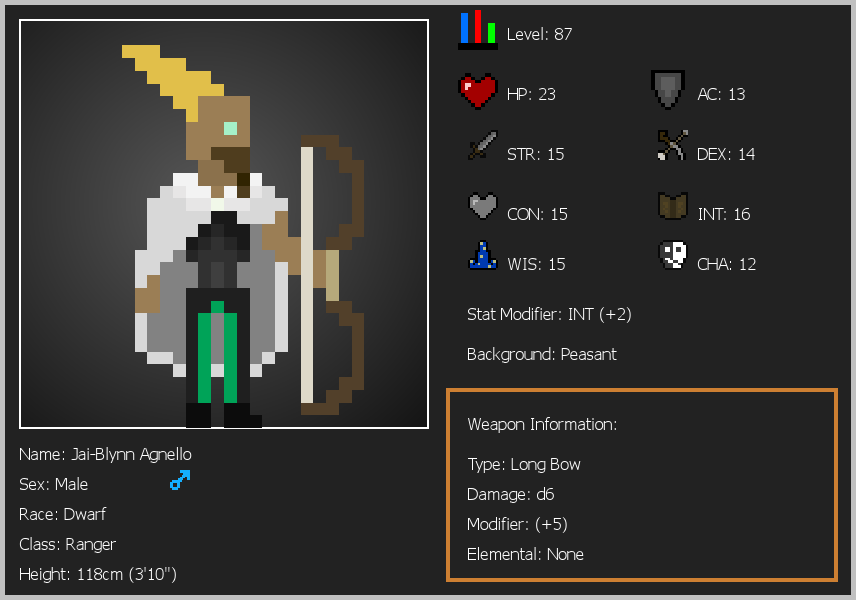 Level: 87
HP: 23
AC: 13
STR: 15
DEX: 14
CON: 15
INT: 16
WIS: 15
CHA: 12
Stat Modifier: INT (+2)
Background: Peasant
Weapon Information:
Type: Long Bow
Damage: d6
Modifier: (+5)
Elemental: None
Name: Jai-Blynn Agnello
Sex: Male
Race: Dwarf
Class: Ranger
Height: 118cm (3'10")